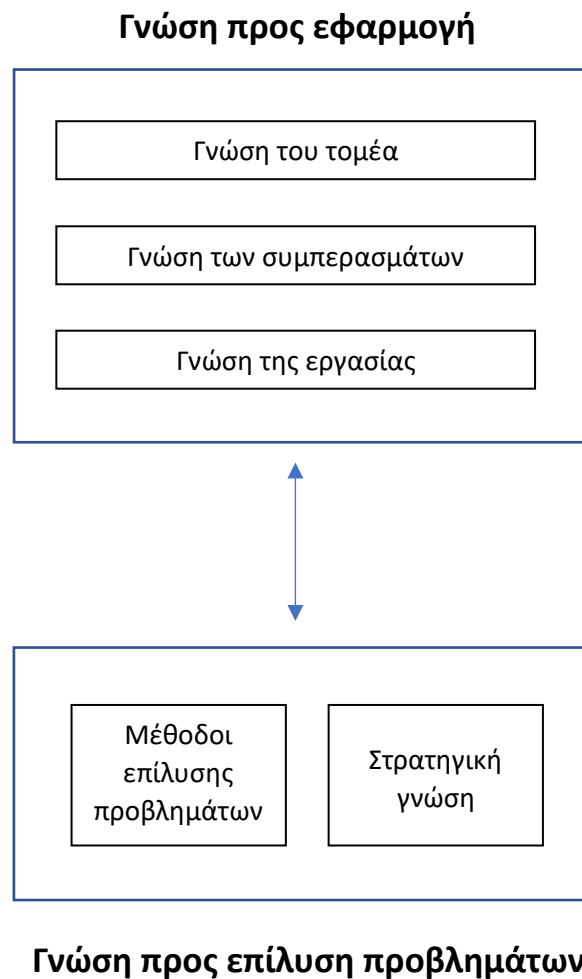 Γνώση προς εφαρμογή
Γνώση του τομέα
Γνώση των συμπερασμάτων
Γνώση της εργασίας
Μέθοδοι
επίλυσης
προβλημάτων
Στρατηγική
γνώση
Γνώση προς επίλυση προβλημάτων